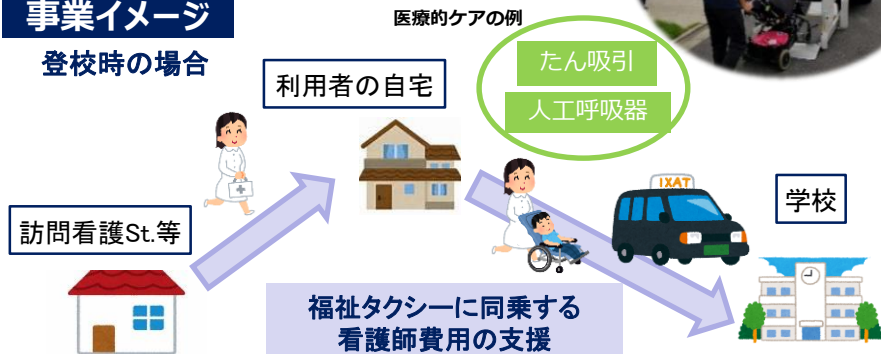 事業イメージ
登校時の場合
医療的ケアの例
たん吸引
人工呼吸器
利用者の自宅
訪問看護St.等
IXAT
学校
福祉タクシーに同乗する
看護師費用の支援